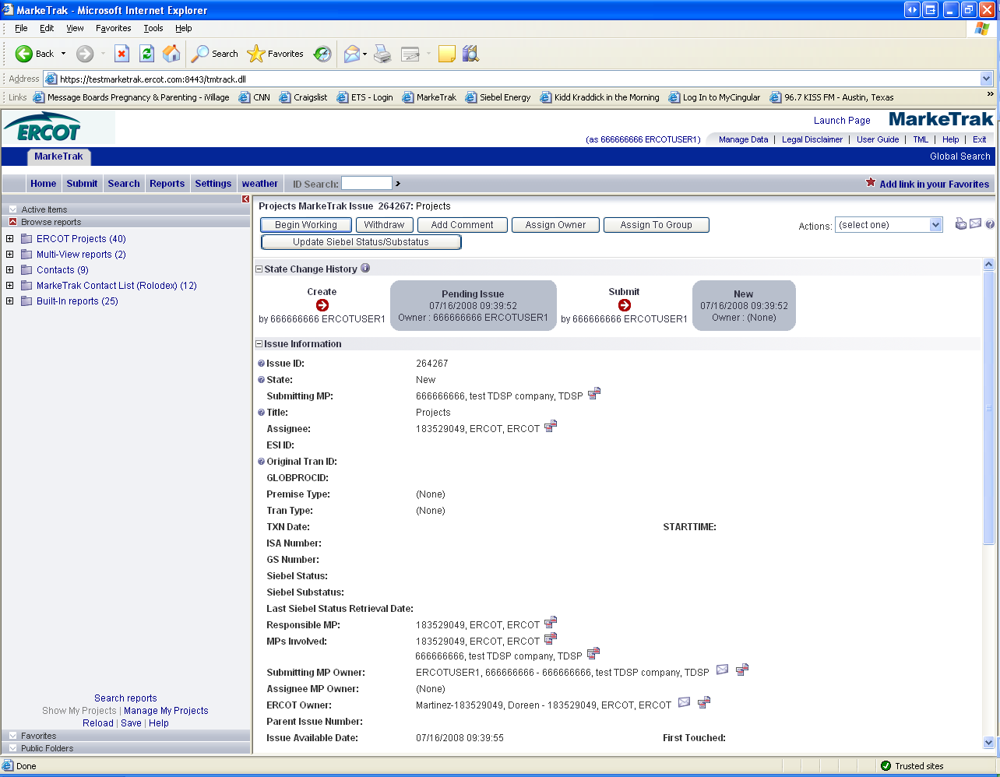 MarkeTrak - Microsoft Internet Explorer
File Edit View Favorites Tools Help
Back Search Favorites
Address https://testmarketrak.ercot.com:8443/tmtrack.dll
Links Message Boards Pregnancy & Parenting - iVillage CNN Craigslist ETS - Login MarkeTrak Siebel Energy Kidd Kraddick in the Morning Log In to MyCingular 96.7 KISS FM - Austin, Texas »
ERCOT
Launch Page MarkeTrak
(as 666666666 ERCOTUSER1) Manage Data | Legal Disclaimer | User Guide | TML | Help | Exit
MarkeTrak Global Search
Home Submit Search Reports Settings weather ID Search: Add link in your Favorites
Active Items
Browse reports
ERCOT Projects (40)
Multi-View reports (2)
Contacts (9)
MarkeTrak Contact List (Rolodex) (12)
Built-In reports (25)
Search reports
Show My Projects | Manage My Projects
Reload | Save | Help
Favorites
Public Folders
Projects MarkeTrak Issue 264267: Projects
Begin Working Withdraw Add Comment Assign Owner Assign To Group
Update Siebel Status/Substatus
Actions: (select one)
State Change History
Create
by 666666666 ERCOTUSER1
Pending Issue
07/16/2008 09:39:52
Owner : 666666666 ERCOTUSER1
Submit
by 666666666 ERCOTUSER1
New
07/16/2008 09:39:52
Owner : (None)
Issue Information
Issue ID: 264267
State: New
Submitting MP: 666666666, test TDSP company, TDSP
Title: Projects
Assignee: 183529049, ERCOT, ERCOT
ESI ID:
Original Tran ID:
GLOBPROCID:
Premise Type: (None)
Tran Type: (None)
TXN Date: STARTTIME:
ISA Number:
GS Number:
Siebel Status:
Siebel Substatus:
Last Siebel Status Retrieval Date:
Responsible MP: 183529049, ERCOT, ERCOT
MPs Involved: 183529049, ERCOT, ERCOT
666666666, test TDSP company, TDSP
Submitting MP Owner: ERCOTUSER1, 666666666 - 666666666, test TDSP company, TDSP
Assignee MP Owner: (None)
ERCOT Owner: Martinez-183529049, Doreen - 183529049, ERCOT, ERCOT
Parent Issue Number:
Issue Available Date: 07/16/2008 09:39:55 First Touched:
Done Trusted sites